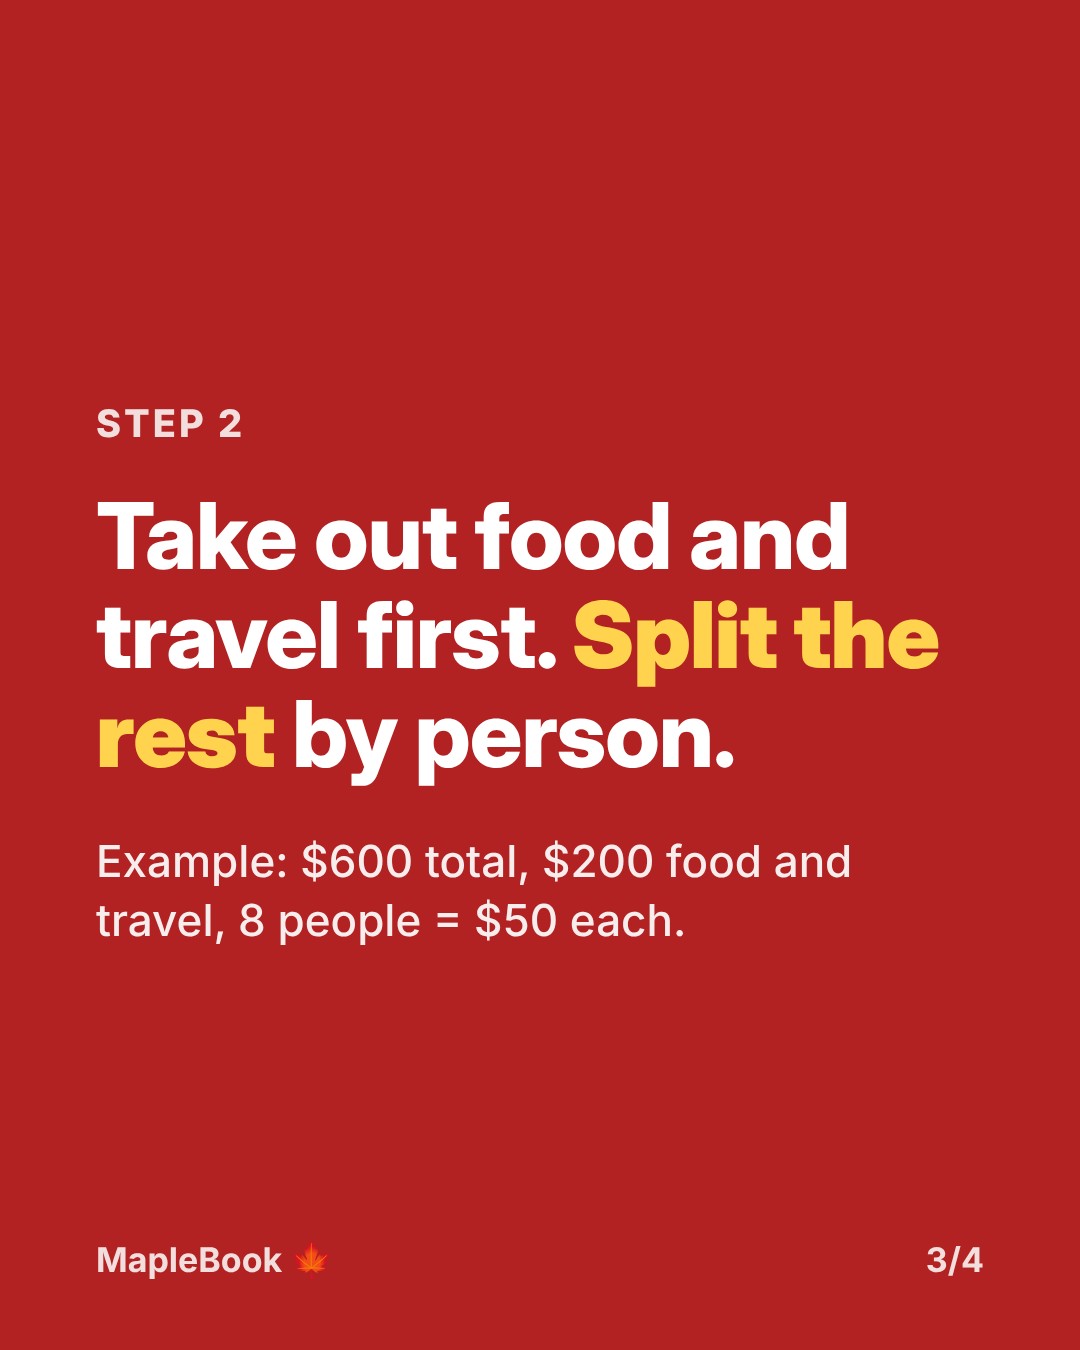 STEP 2
Take out food and
travel first. Split the
rest by person.
Example: $600 total, $200 food and
travel, 8 people = $50 each.
MapleBook 🍁
3/4